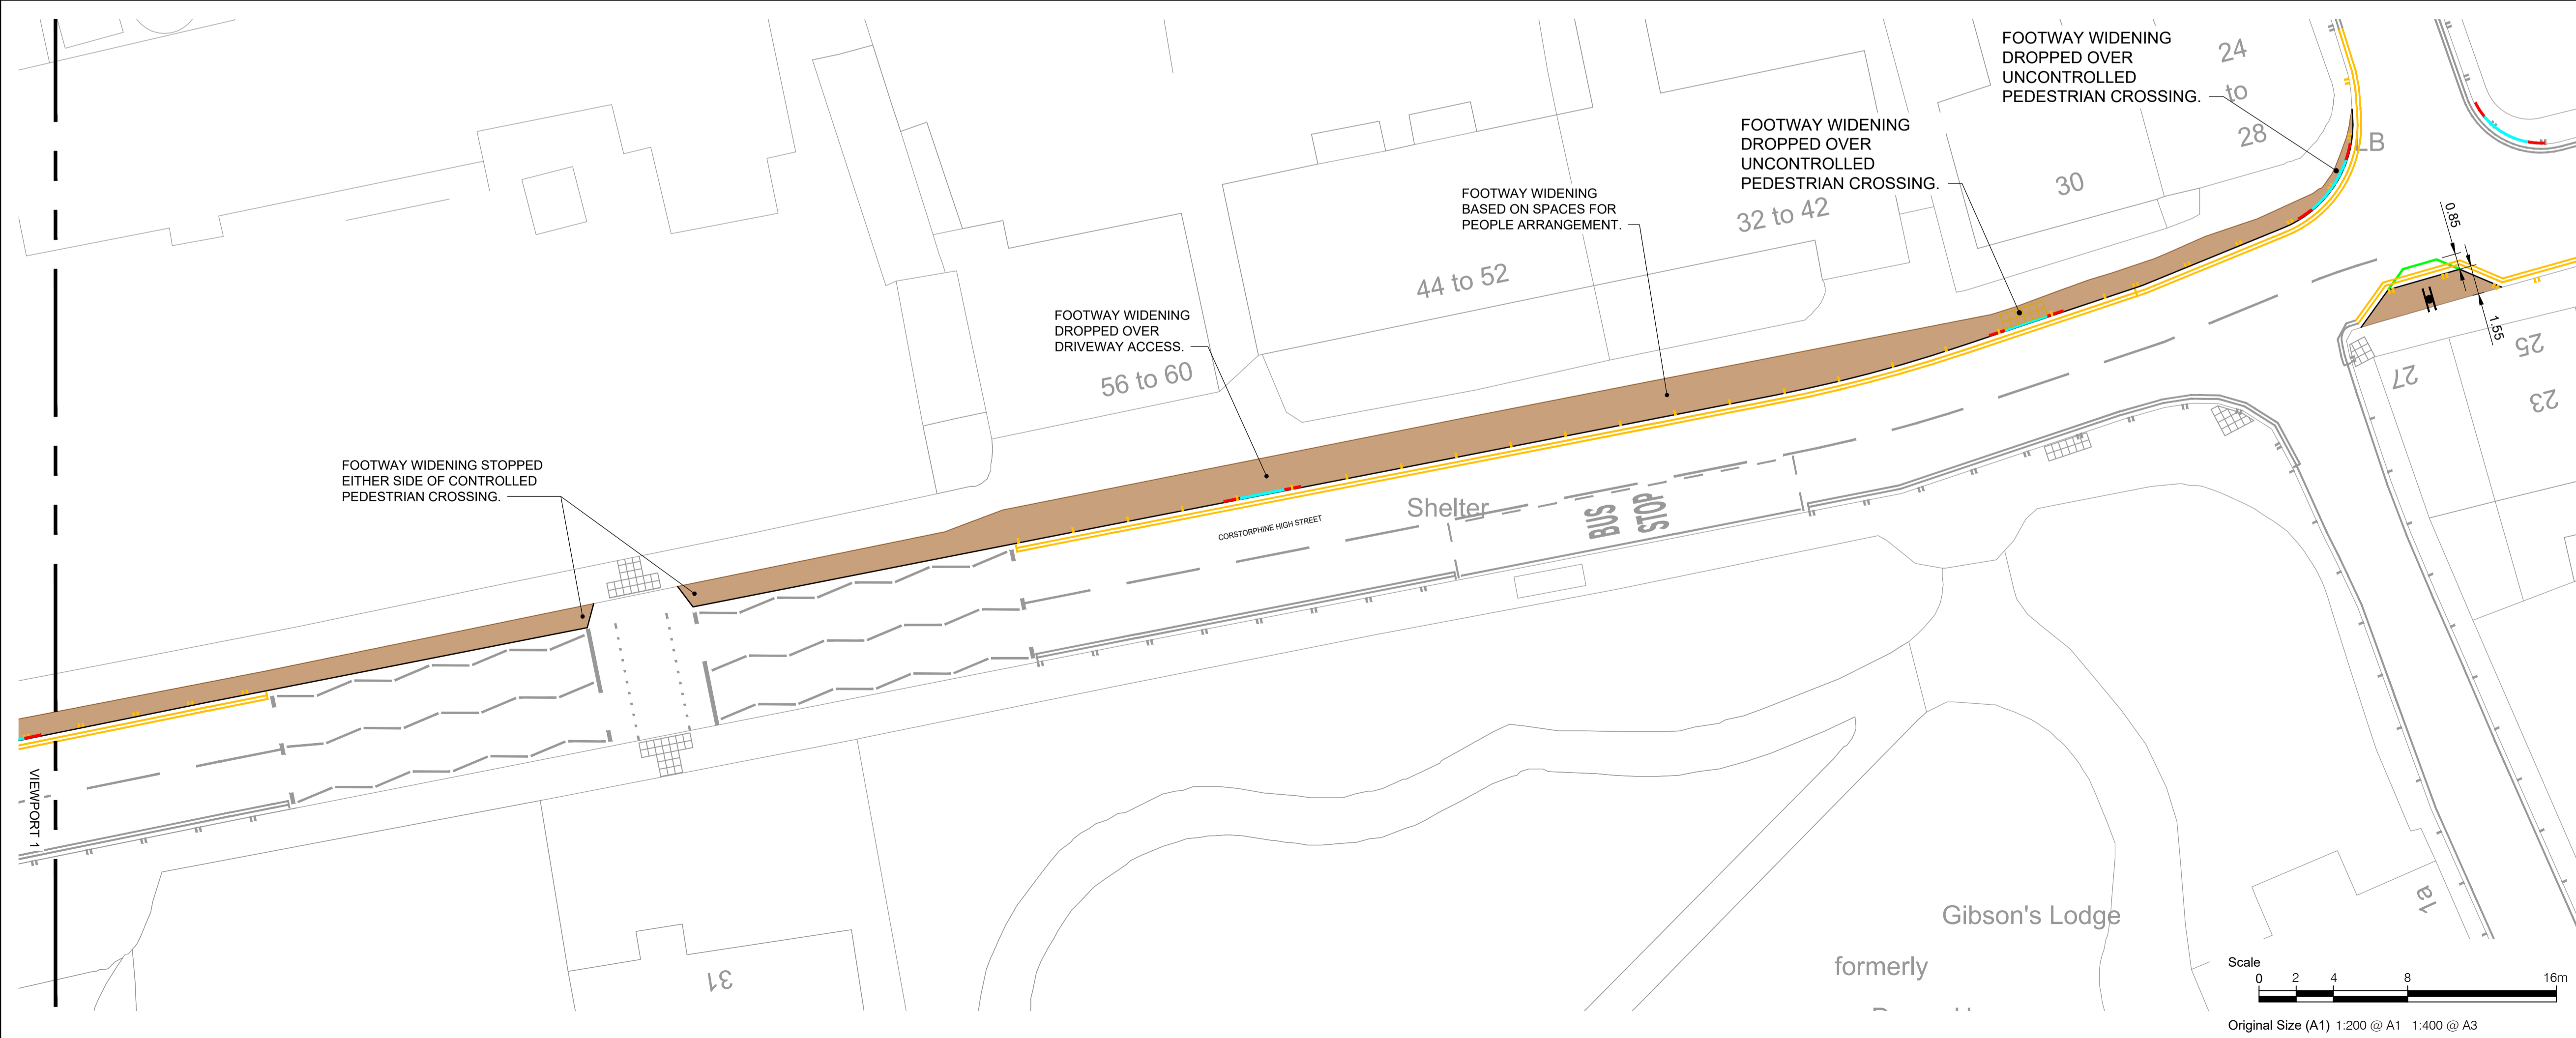 FOOTWAY WIDENING
DROPPED OVER
UNCONTROLLED
PEDESTRIAN CROSSING.
24
to
28
LB
FOOTWAY WIDENING
DROPPED OVER
UNCONTROLLED
PEDESTRIAN CROSSING.
30
FOOTWAY WIDENING
BASED ON SPACES FOR
PEOPLE ARRANGEMENT.
32 to 42
44 to 52
0.85
1.55
FOOTWAY WIDENING
DROPPED OVER
DRIVEWAY ACCESS.
56 to 60
25
27
23
FOOTWAY WIDENING STOPPED
EITHER SIDE OF CONTROLLED
PEDESTRIAN CROSSING.
Shelter
BUS
STOP
CORSTORPHINE HIGH STREET
VIEWPORT 1
1a
Gibson's Lodge
formerly
31
Scale
0 2 4 8 16m
Original Size (A1) 1:200 @ A1 1:400 @ A3